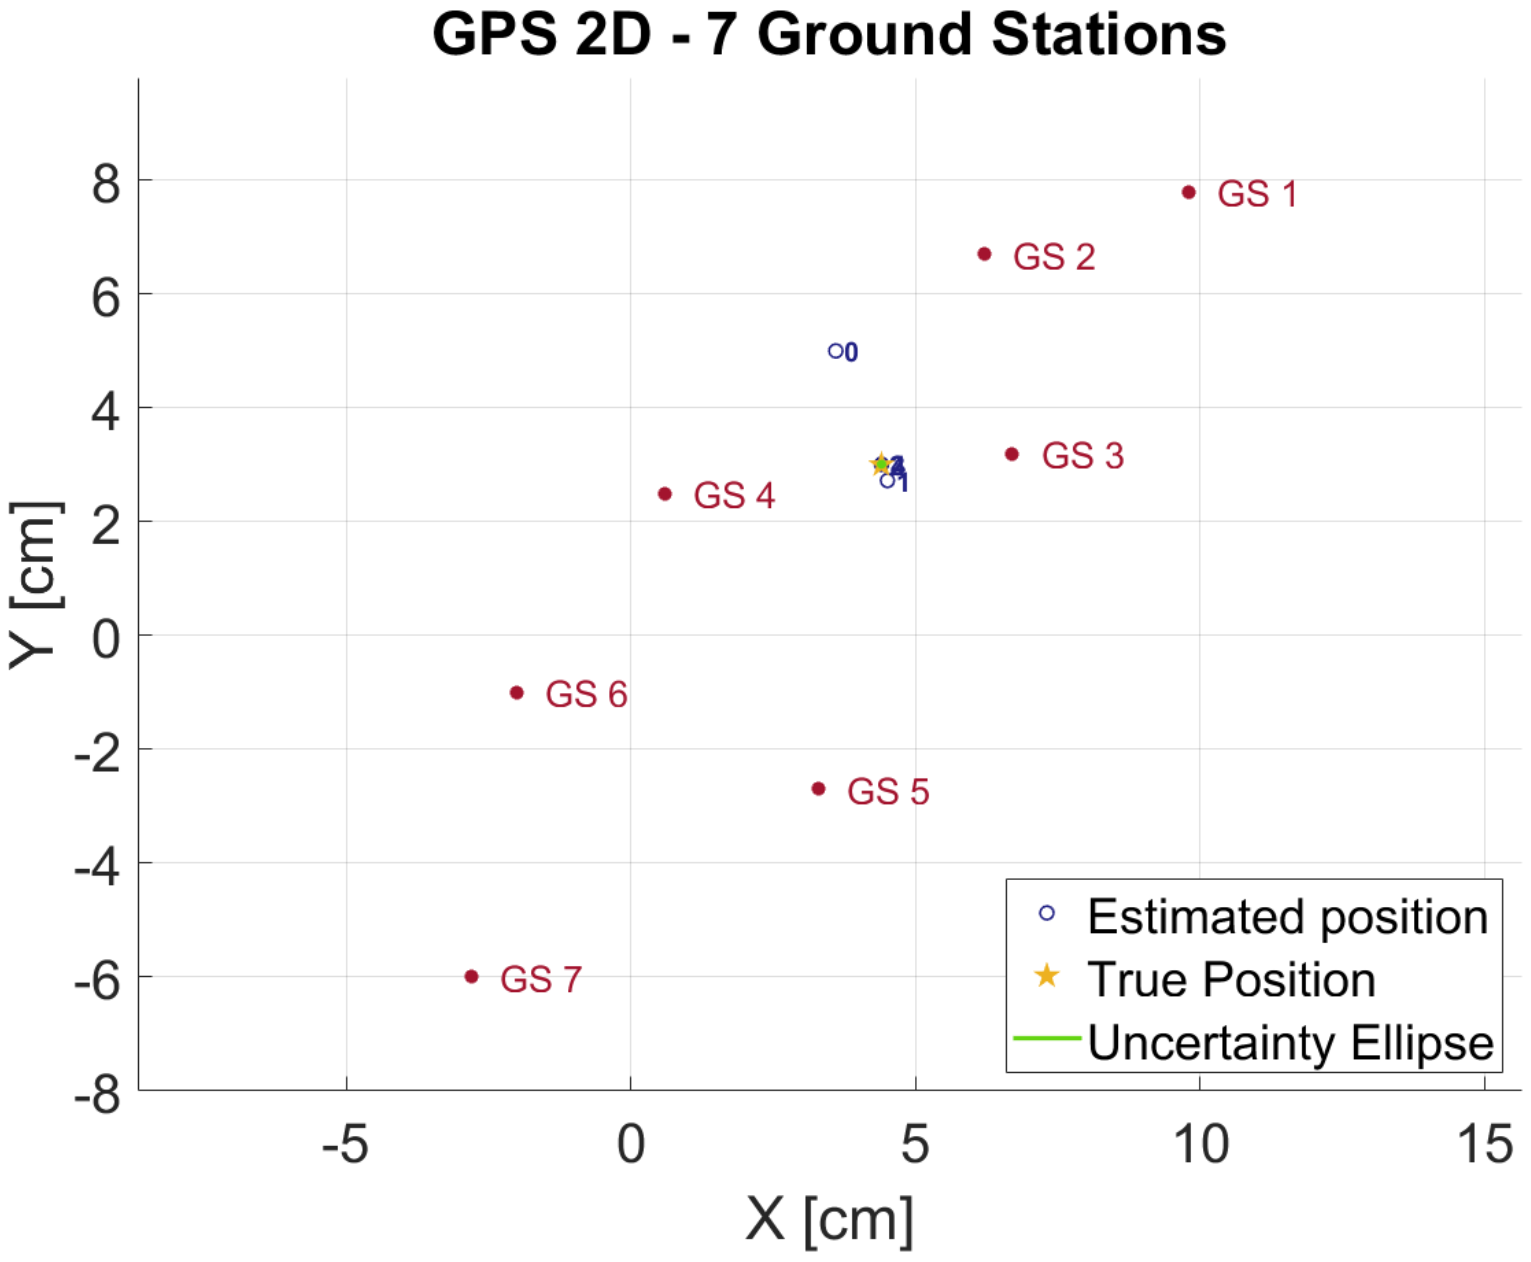 GPS 2D - 7 Ground Stations
8
6
4
2
0
-2
-4
-6
-8
Y [cm]
GS 1
GS 2
0
GS 3
1
GS 4
GS 6
GS 5
GS 7
Estimated position
True Position
Uncertainty Ellipse
-5
0
5
10
15
X [cm]